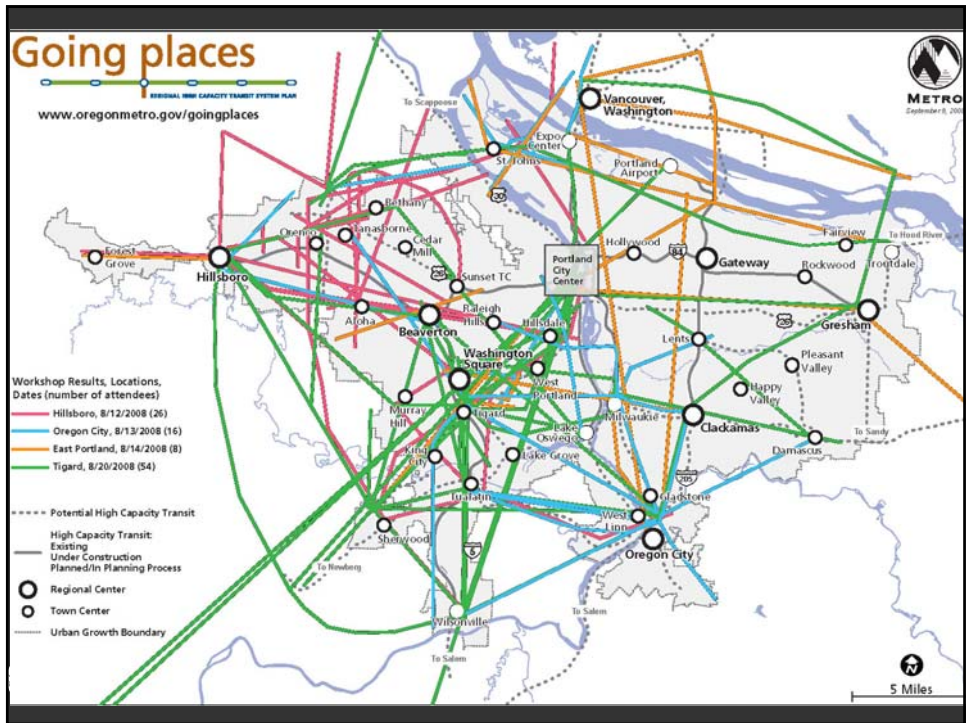 Going places
REGIONAL HIGH CAPACITY TRANSIT SYSTEM PLAN
www.oregonmetro.gov/goingplaces
METRO
To Scappoose
Vancouver,
Washington
Expo
Center
St. Johns
Portland
Airport
30
Bethany
Tanasborne
Orenco
Cedar
Mill
Forest
Grove
Hillsboro
26
Sunset TC
Portland
City
Center
Hollywood
84
Gateway
Fairview
To Hood River
Rockwood
Troutdale
Aloha
Beaverton
Raleigh
Hills
Hillsdale
26
Gresham
Washington
Square
Lents
Pleasant
Valley
West
Portland
Happy
Valley
Murray
Hill
Tigard
Milwaukie
Clackamas
Lake
Oswego
To Sandy
King
City
Lake Grove
Damascus
205
Tualatin
Gladstone
West
Linn
Sherwood
Oregon City
5
To Newberg
To Salem
Wilsonville
To Salem
Workshop Results, Locations,
Dates (number of attendees)
Hillsboro, 8/12/2008 (26)
Oregon City, 8/13/2008 (16)
East Portland, 8/14/2008 (8)
Tigard, 8/20/2008 (54)
Potential High Capacity Transit
High Capacity Transit:
Existing
Under Construction
Planned/In Planning Process
Regional Center
Town Center
Urban Growth Boundary
N
5 Miles